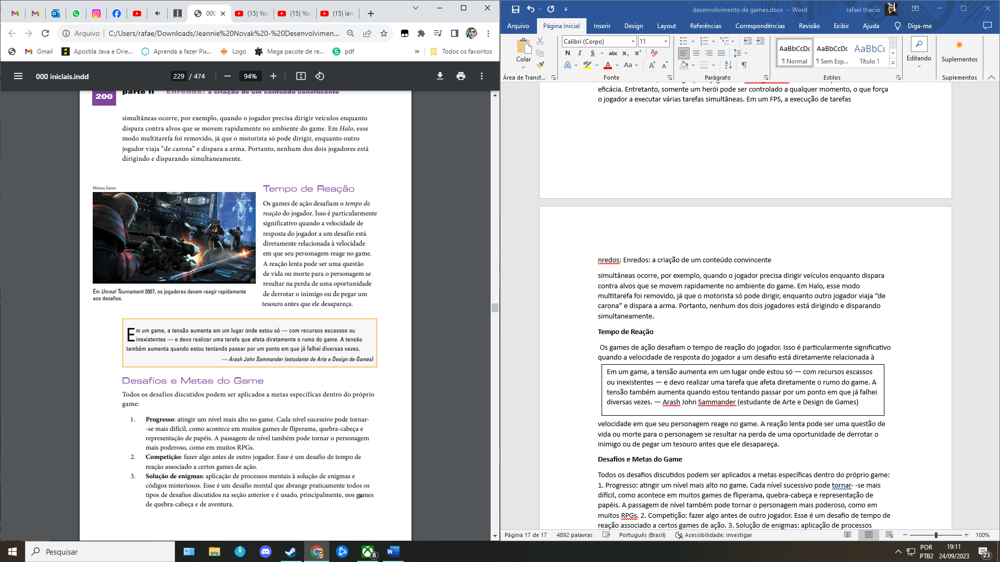 000
(15) You
(15) You
(15) lan
Arquivo
C:/Users/rafae/Downloads/Jeannie%20Novak%20-%20Desenvolvimen...
Gmail
Apostila Java e Orie...
Aprenda a fazer Pix...
Logo
Mega pacote de re...
pdf
»
Todos os favoritos
000 iniciais.indd
229 / 474
94%
200
parte II Enredos: a criação de um conteúdo convincente
simultâneas ocorre, por exemplo, quando o jogador precisa dirigir veículos enquanto
dispara contra alvos que se movem rapidamente no ambiente do game. Em Halo, esse
modo multitarefa foi removido, já que o motorista só pode dirigir, enquanto outro
jogador viaja “de carona” e dispara a arma. Portanto, nenhum dos dois jogadores está
dirigindo e disparando simultaneamente.
Midway Games
Em Unreal Tournament 2007, os jogadores devem reagir rapidamente
aos desafios.
Tempo de Reação
Os games de ação desafiam o tempo de
reação do jogador. Isso é particularmente
significativo quando a velocidade de
resposta do jogador a um desafio está
diretamente relacionada à velocidade
em que seu personagem reage no game.
A reação lenta pode ser uma questão
de vida ou morte para o personagem se
resultar na perda de uma oportunidade
de derrotar o inimigo ou de pegar um
tesouro antes que ele desapareça.
Em um game, a tensão aumenta em um lugar onde estou só — com recursos escassos ou
inexistentes — e devo realizar uma tarefa que afeta diretamente o rumo do game. A tensão
também aumenta quando estou tentando passar por um ponto em que já falhei diversas vezes.
— Arash John Sammander (estudante de Arte e Design de Games)
Desafios e Metas do Game
Todos os desafios discutidos podem ser aplicados a metas específicas dentro do próprio
game:
1. Progresso: atingir um nível mais alto no game. Cada nível sucessivo pode tornar-
-se mais difícil, como acontece em muitos games de fliperama, quebra-cabeça e
representação de papéis. A passagem de nível também pode tornar o personagem
mais poderoso, como em muitos RPGs.
2. Competição: fazer algo antes de outro jogador. Esse é um desafio de tempo de
reação associado a certos games de ação.
3. Solução de enigmas: aplicação de processos mentais à solução de enigmas e
códigos misteriosos. Esse é um desafio mental que abrange praticamente todos os
tipos de desafios discutidos na seção anterior e é usado, principalmente, nos games
de quebra-cabeça e de aventura.
desenvolvimento de games.docx - Word
rafael thacio
Arquivo
Página Inicial
Inserir
Design
Layout
Referências
Correspondências
Revisão
Exibir
Ajuda
Diga-me
Colar
Área de Transf...
Calibri (Corpo)
11
N I S abc x₂ x²
Aa
Fonte
Parágrafo
AaBbCcDc
¶ Normal
AaBbCcDc
¶ Sem Esp...
AaBbCc
Título 1
Estilos
Editando
Suplementos
Suplementos
eficácia. Entretanto, somente um herói pode ser controlado a qualquer momento, o que força
o jogador a executar várias tarefas simultâneas. Em um FPS, a execução de tarefas
nredos: Enredos: a criação de um conteúdo convincente
simultâneas ocorre, por exemplo, quando o jogador precisa dirigir veículos enquanto dispara
contra alvos que se movem rapidamente no ambiente do game. Em Halo, esse modo
multitarefa foi removido, já que o motorista só pode dirigir, enquanto outro jogador viaja “de
carona” e dispara a arma. Portanto, nenhum dos dois jogadores está dirigindo e disparando
simultaneamente.
Tempo de Reação
Os games de ação desafiam o tempo de reação do jogador. Isso é particularmente significativo
quando a velocidade de resposta do jogador a um desafio está diretamente relacionada à
Em um game, a tensão aumenta em um lugar onde estou só — com recursos escassos
ou inexistentes — e devo realizar uma tarefa que afeta diretamente o rumo do game. A
tensão também aumenta quando estou tentando passar por um ponto em que já falhei
diversas vezes. — Arash John Sammander (estudante de Arte e Design de Games)
velocidade em que seu personagem reage no game. A reação lenta pode ser uma questão de
vida ou morte para o personagem se resultar na perda de uma oportunidade de derrotar o
inimigo ou de pegar um tesouro antes que ele desapareça.
Desafios e Metas do Game
Todos os desafios discutidos podem ser aplicados a metas específicas dentro do próprio game:
1. Progresso: atingir um nível mais alto no game. Cada nível sucessivo pode tornar- -se mais
difícil, como acontece em muitos games de fliperama, quebra-cabeça e representação de
papéis. A passagem de nível também pode tornar o personagem mais poderoso, como em
muitos RPGs. 2. Competição: fazer algo antes de outro jogador. Esse é um desafio de tempo de
reação associado a certos games de ação. 3. Solução de enigmas: aplicação de processos
Página 17 de 17
4892 palavras
Português (Brasil)
Acessibilidade: investigar
100%
Pesquisar
8
POR
PTB2
19:11
24/09/2023
23